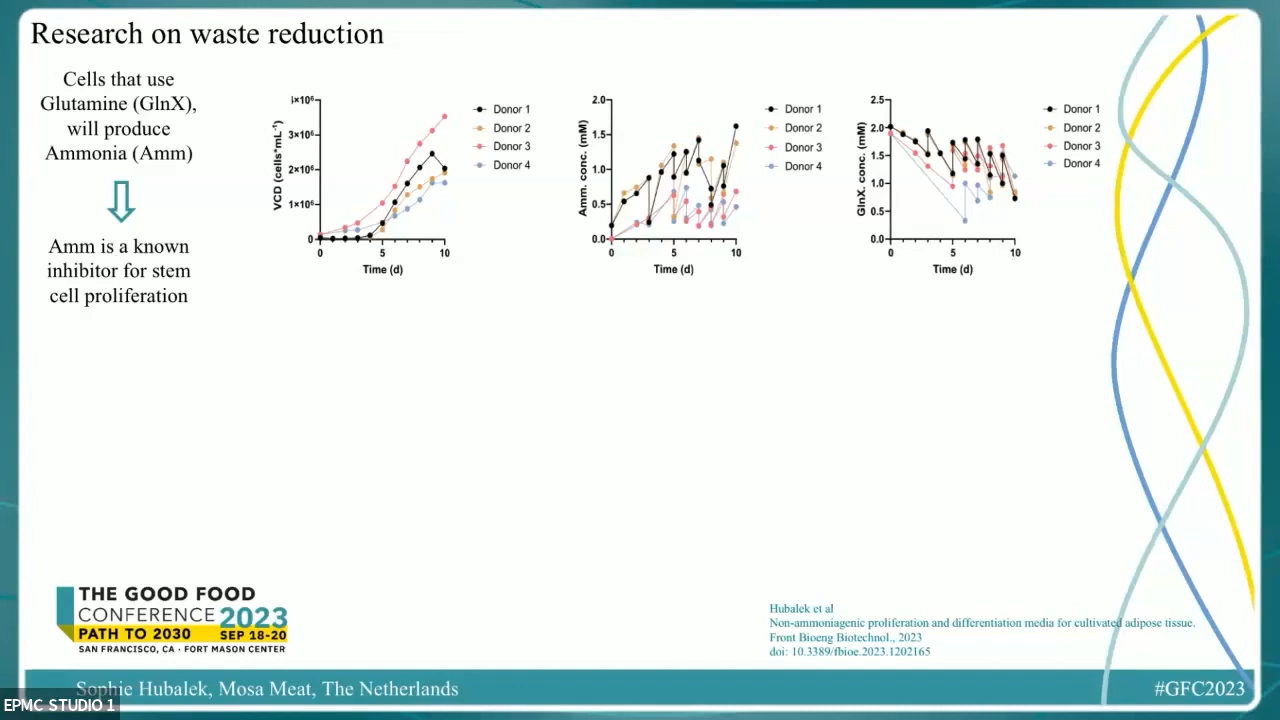 Research on waste reduction
Cells that use
Glutamine (GlnX),
will produce
Ammonia (Amm)
Amm is a known
inhibitor for stem
cell proliferation
VCD (cells*mL⁻¹)
3×10⁶
2×10⁶
1×10⁶
0
0
5
10
Time (d)
Donor 1
Donor 2
Donor 3
Donor 4
Amm. conc. (mM)
2.0
1.5
1.0
0.5
0.0
0
5
10
Time (d)
Donor 1
Donor 2
Donor 3
Donor 4
GlnX. conc. (mM)
2.5
2.0
1.5
1.0
0.5
0.0
0
5
10
Time (d)
Donor 1
Donor 2
Donor 3
Donor 4
THE GOOD FOOD
CONFERENCE 2023
PATH TO 2030 SEP 18-20
SAN FRANCISCO, CA · FORT MASON CENTER
Hubalek et al
Non-ammoniagenic proliferation and differentiation media for cultivated adipose tissue.
Front Bioeng Biotechnol., 2023
doi: 10.3389/fbioe.2023.1202165
Sophie Hubalek, Mosa Meat, The Netherlands
#GFC2023
EPMC STUDIO 1